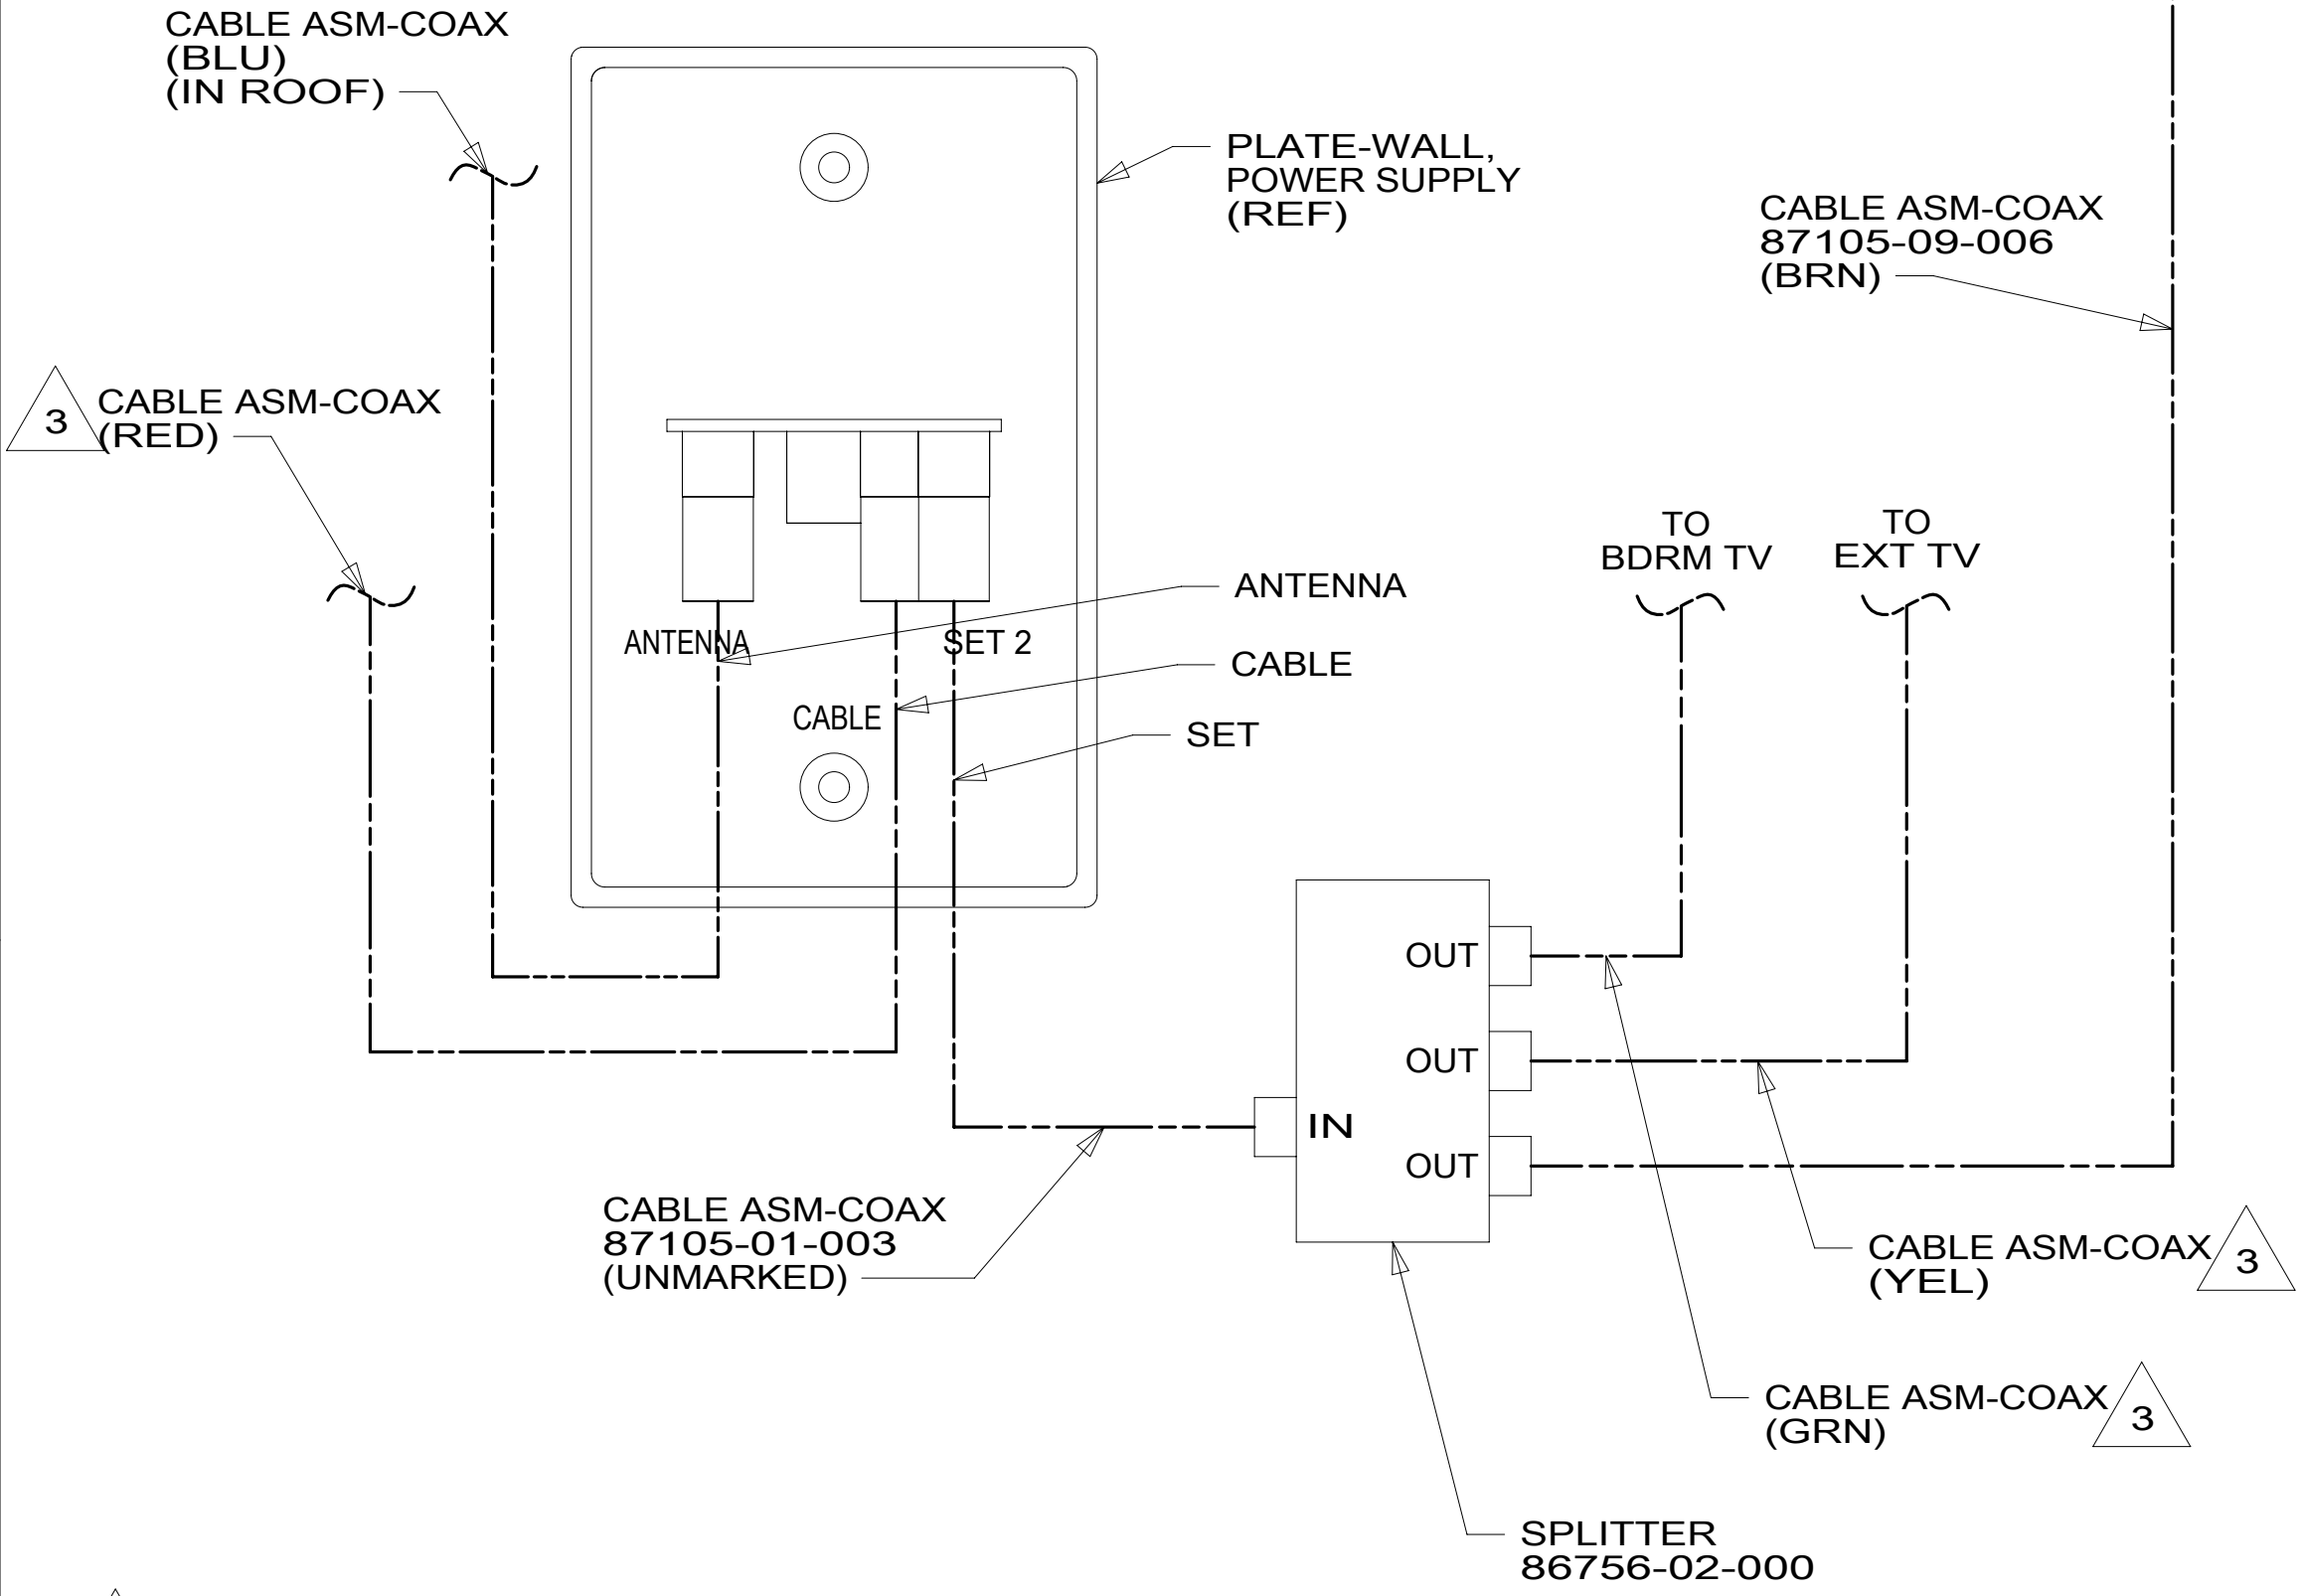 CABLE ASM-COAX
(BLU)
(IN ROOF)
PLATE-WALL,
POWER SUPPLY
(REF)
CABLE ASM-COAX
87105-09-006
(BRN)
3
CABLE ASM-COAX
(RED)
TO
BDRM TV
TO
EXT TV
ANTENNA
ANTENNA
SET 2
CABLE
CABLE
SET
OUT
OUT
IN
OUT
CABLE ASM-COAX
87105-01-003
(UNMARKED)
CABLE ASM-COAX
(YEL)
3
CABLE ASM-COAX
(GRN)
3
SPLITTER
86756-02-000